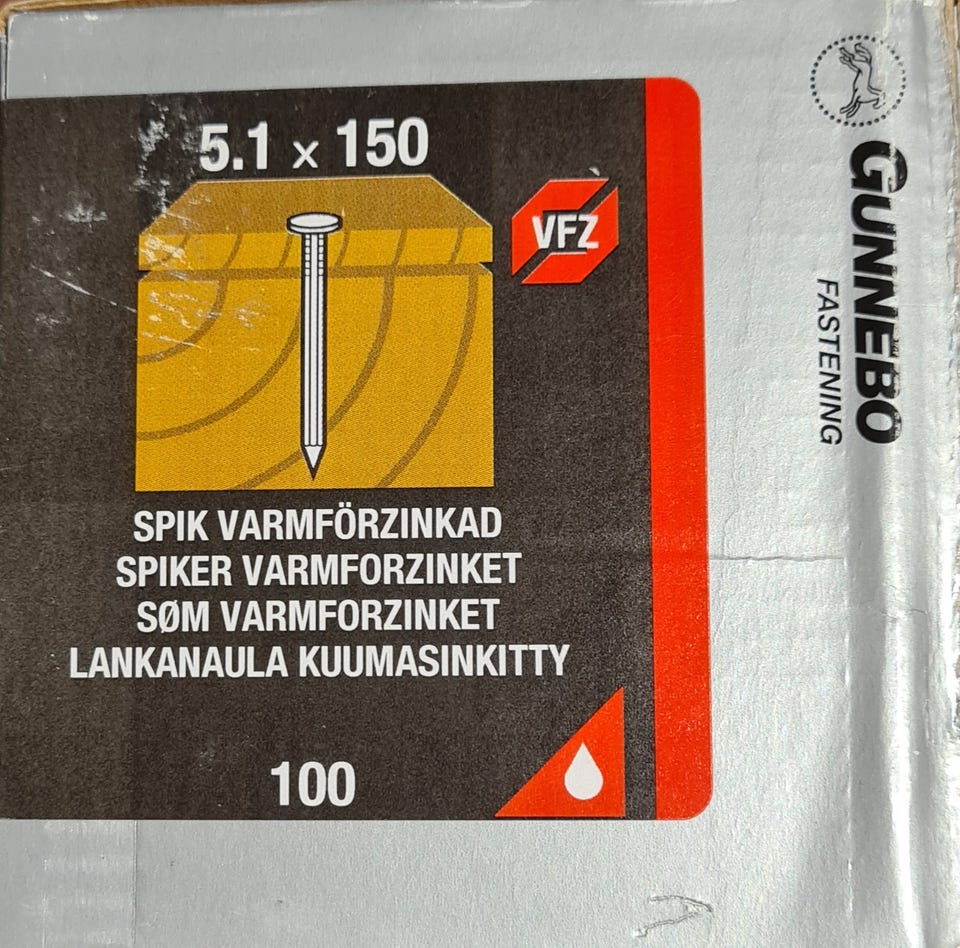 5.1 x 150
VFZ
SPIK VARMFÖRZINKAD
SPIKER VARMFORZINKET
SØM VARMFORZINKET
LANKANAULA KUUMASINKITTY
100
GUNNEBO
FASTENING